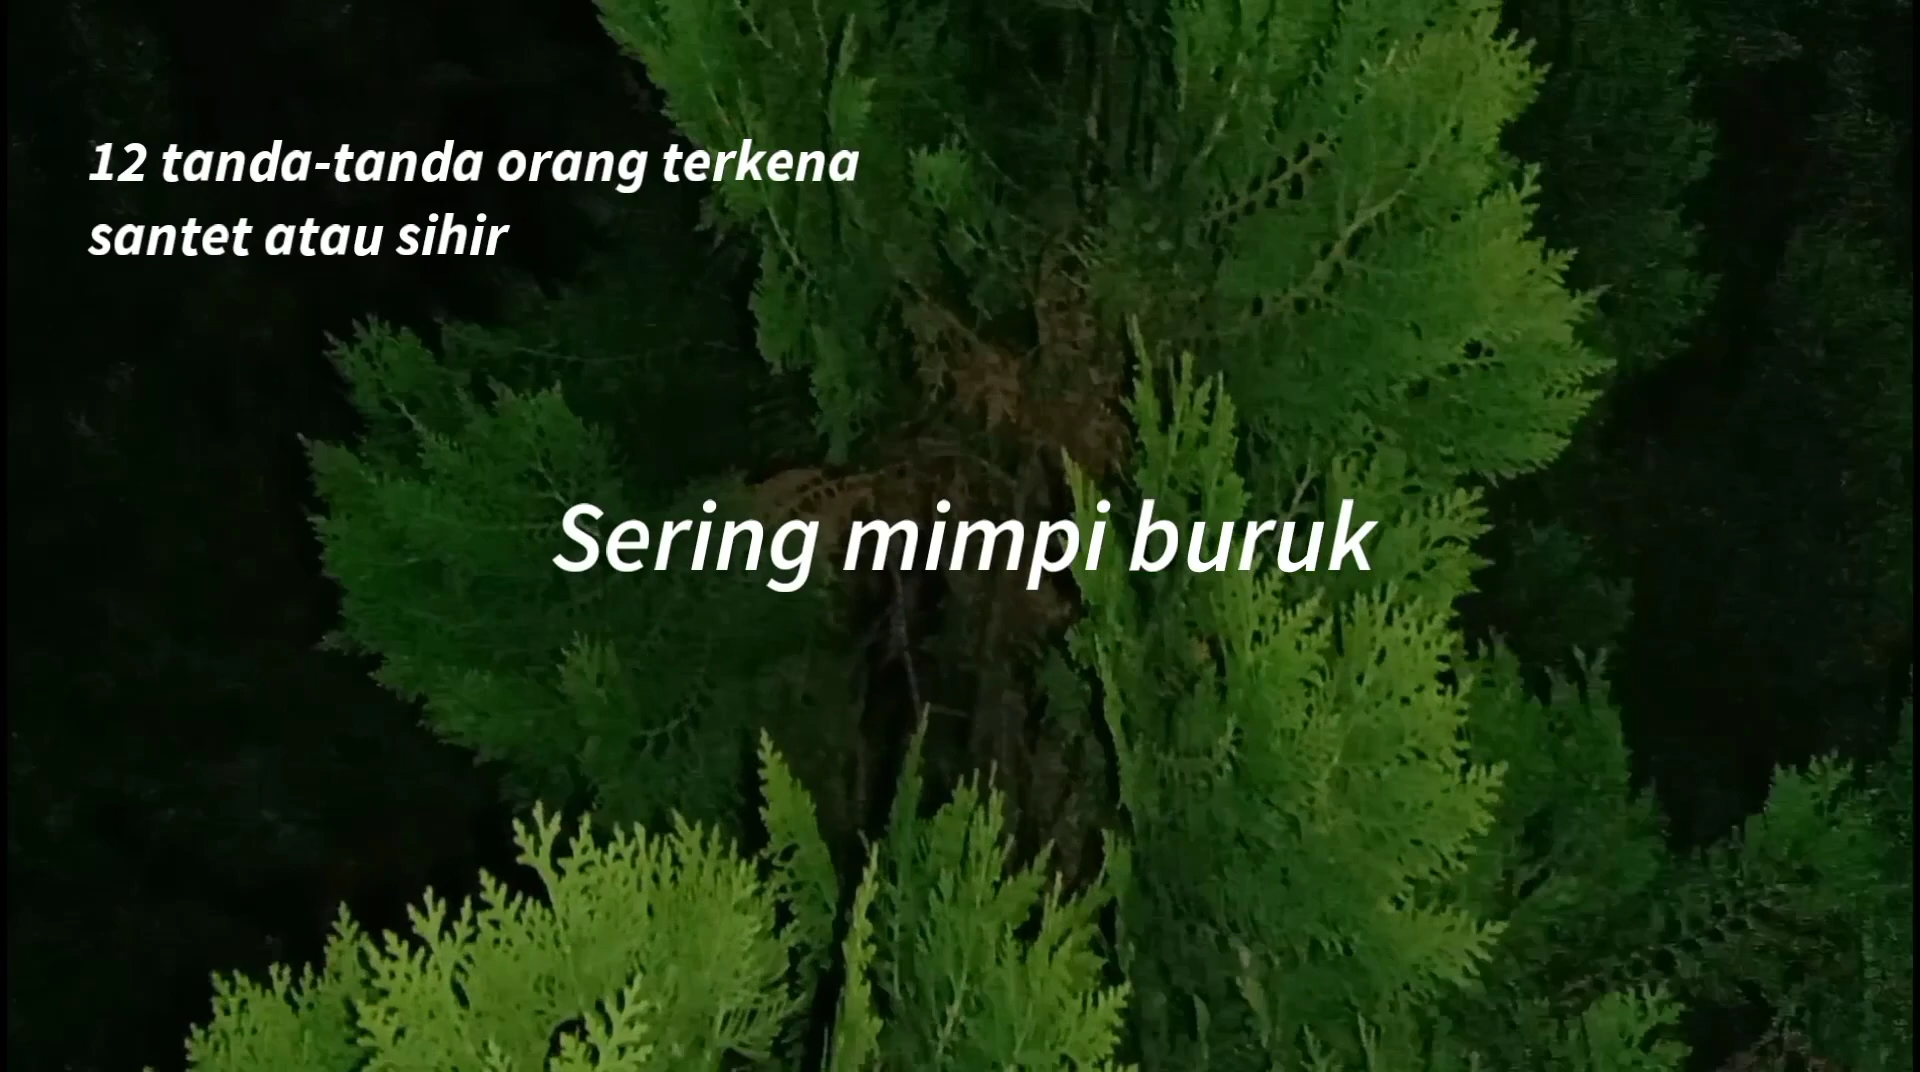 12 tanda-tanda orang terkena
santet atau sihir
Sering mimpi buruk